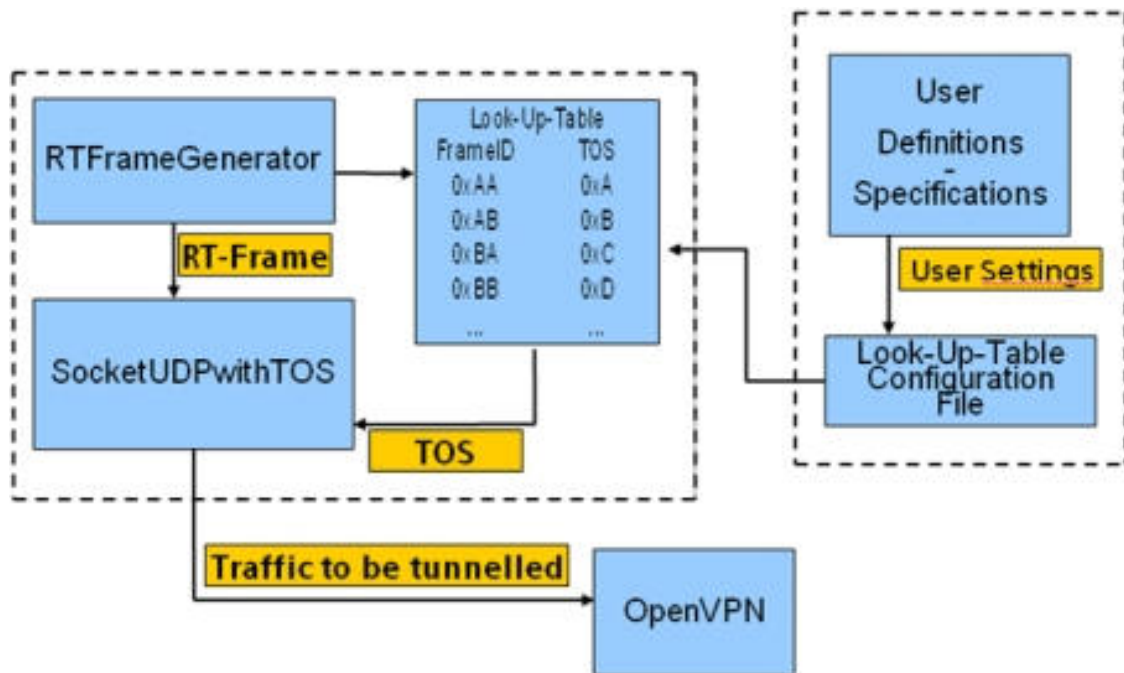 RTFrameGenerator
Look-Up-Table
FrameID TOS
0xAA 0xA
0xAB 0xB
0xBA 0xC
0xBB 0xD
... ...
RT-Frame
SocketUDPwithTOS
TOS
User
Definitions
-
Specifications
User Settings
Look-Up-Table
Configuration
File
Traffic to be tunnelled
OpenVPN